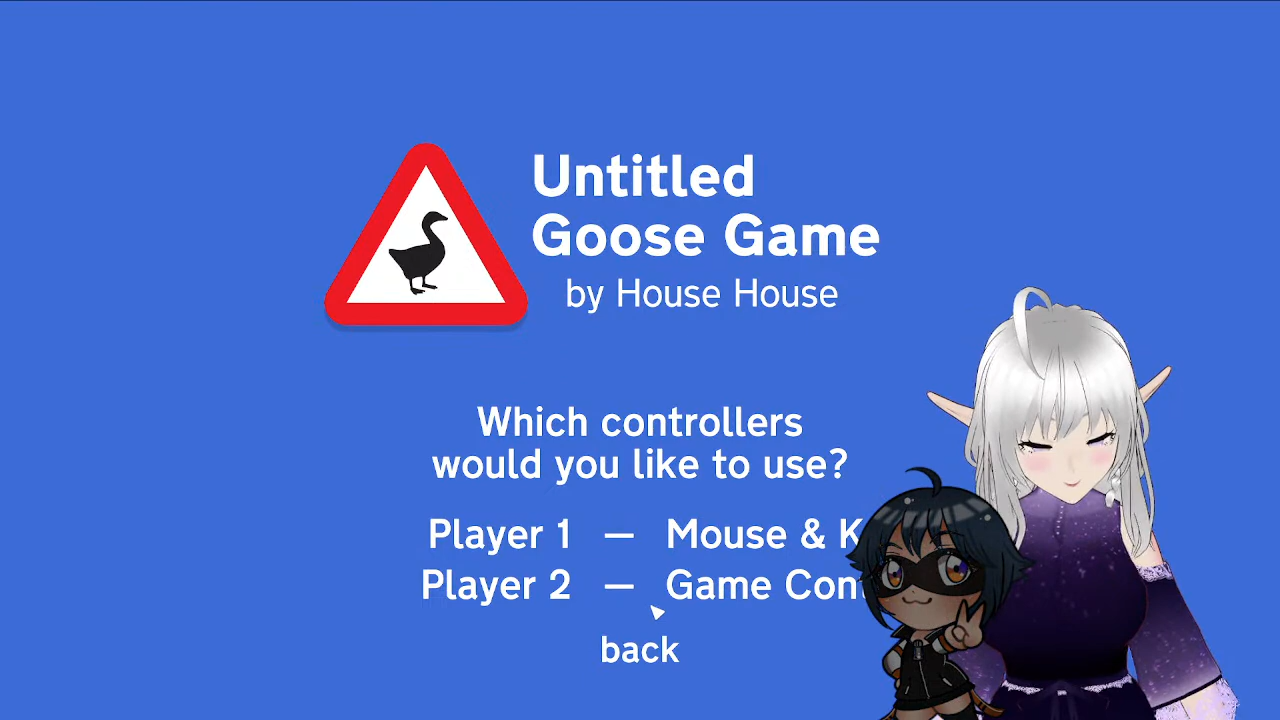 Untitled
Goose Game
by House House
Which controllers
would you like to use?
Player 1 — Mouse & K
Player 2 — Game Con
back